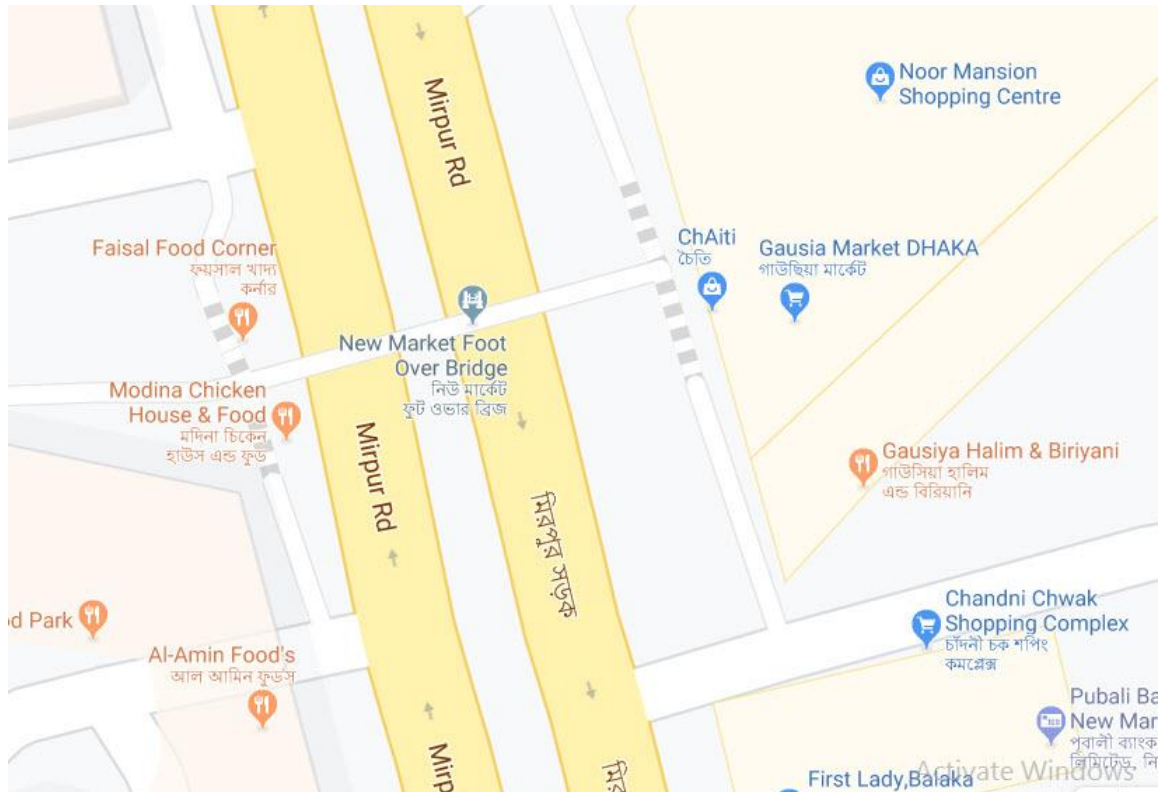 Mirpur Rd
Noor Mansion
Shopping Centre
Faisal Food Corner
ফয়সাল খাদ্য
কর্নার
ChAiti
চৈতি
Gausia Market DHAKA
গাউছিয়া মার্কেট
New Market Foot
Over Bridge
নিউ মার্কেট
ফুট ওভার ব্রিজ
Modina Chicken
House & Food
মদিনা চিকেন
হাউস এন্ড ফুড
Mirpur Rd
Gausiya Halim & Biriyani
গাউসিয়া হালিম
এন্ড বিরিয়ানি
মিরপুর সড়ক
d Park
Chandni Chwak
Shopping Complex
চাঁদনী চক শপিং
কমপ্লেক্স
Al-Amin Food's
আল আমিন ফুডস
Pubali Ba
New Mar
পূবালী ব্যাংক
লিমিটেড, নি
Mirp
মির
First Lady,Balaka
Activate Windows